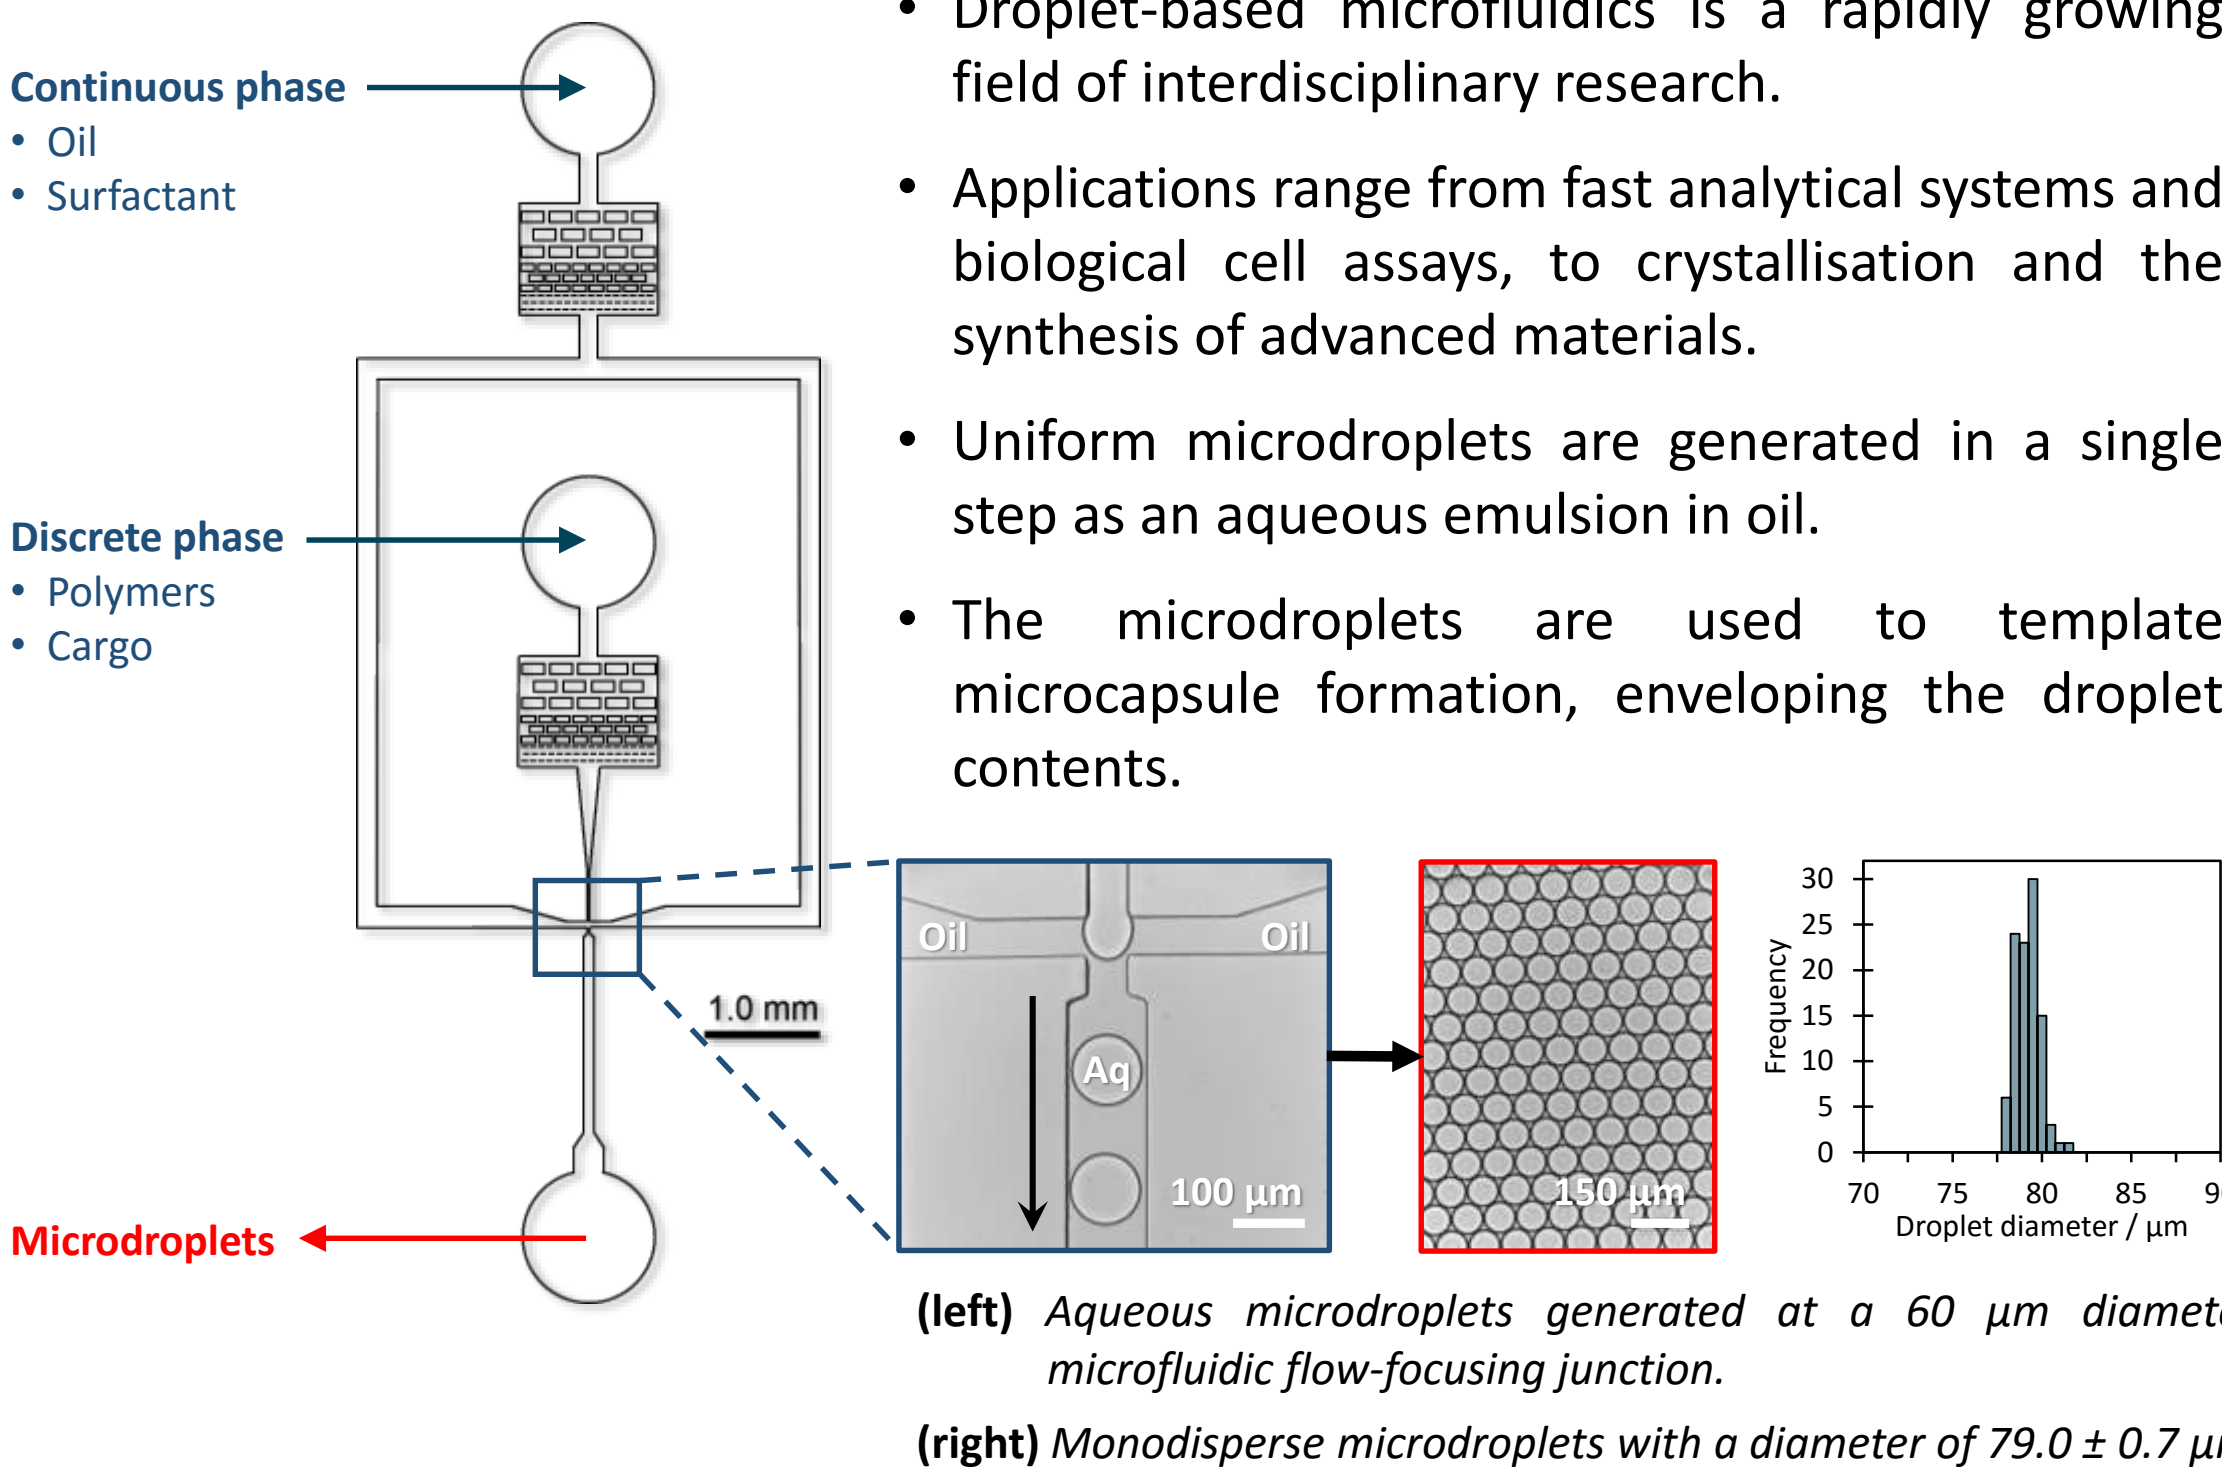 • Droplet-based microfluidics is a rapidly growing
field of interdisciplinary research.
• Applications range from fast analytical systems and
biological cell assays, to crystallisation and the
synthesis of advanced materials.
• Uniform microdroplets are generated in a single
step as an aqueous emulsion in oil.
• The microdroplets are used to template
microcapsule formation, enveloping the droplet
contents.
Continuous phase
• Oil
• Surfactant
Discrete phase
• Polymers
• Cargo
1.0 mm
Microdroplets
Oil
Oil
Aq
100 µm
150 µm
Frequency
30
25
20
15
10
5
0
70 75 80 85 9
Droplet diameter / µm
(left) Aqueous microdroplets generated at a 60 µm diamete
microfluidic flow-focusing junction.
(right) Monodisperse microdroplets with a diameter of 79.0 ± 0.7 µ